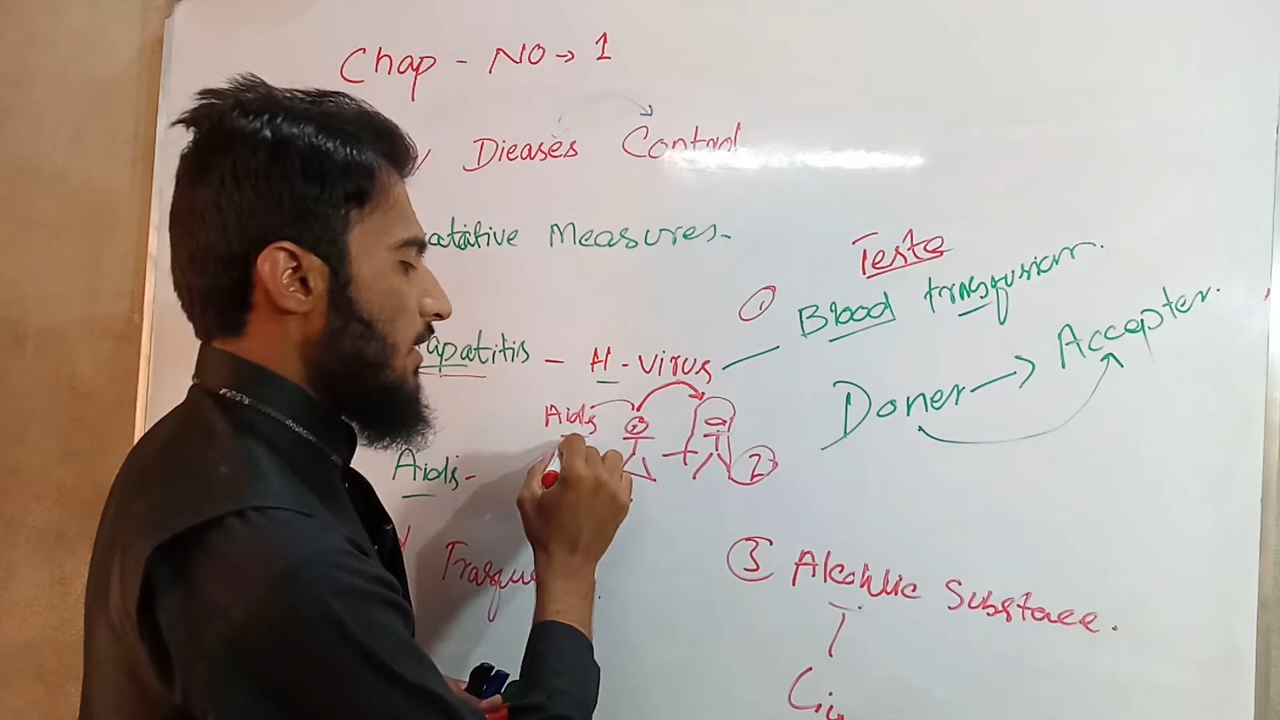 Chap - NO → 1
Dieases Control
atative Measures-
Teste
① Blood transfusion.
apatitis - H-virus
Doner → Accepter.
Aids
2
Aids-
③ Alcohlic Substace.